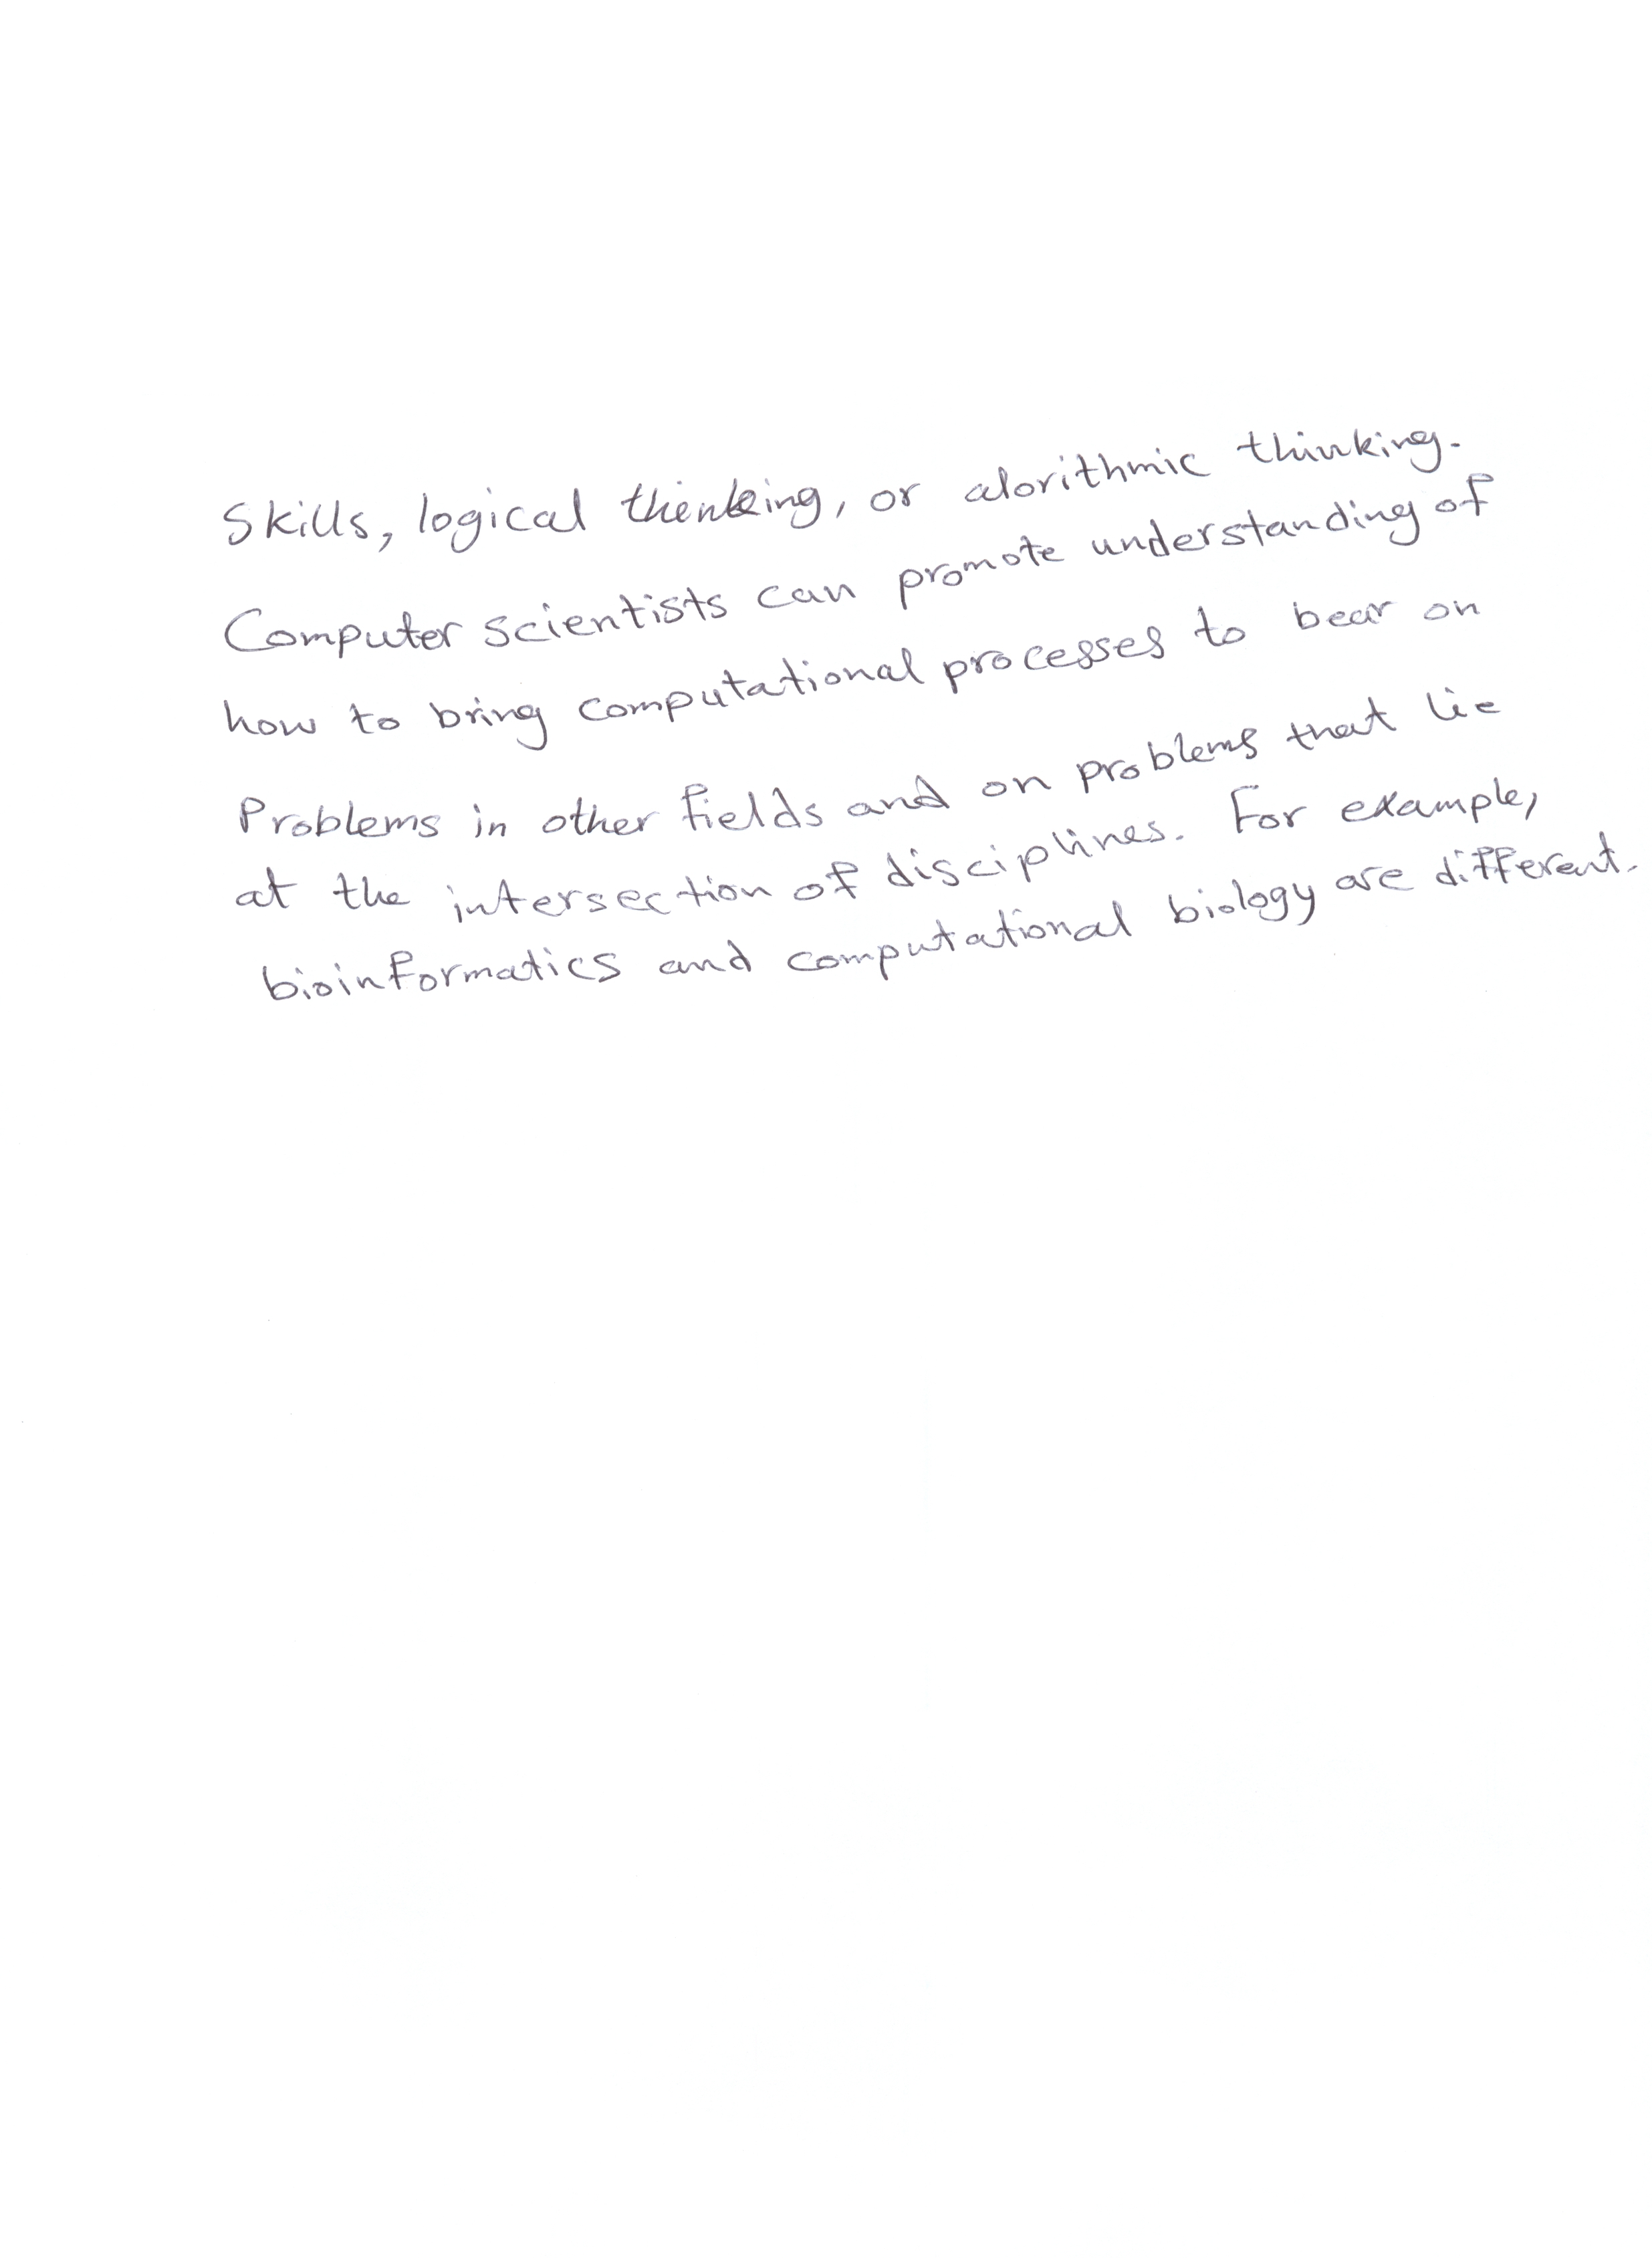 Skills, logical thienking, or alorithmic thinking.
Computer scientists can promote understanding of
how to bring computational processes to bear on
Problems in other fields and on problems that lie
at the intersection of disciplines. For example,
bioinformatics and computational biology are different.